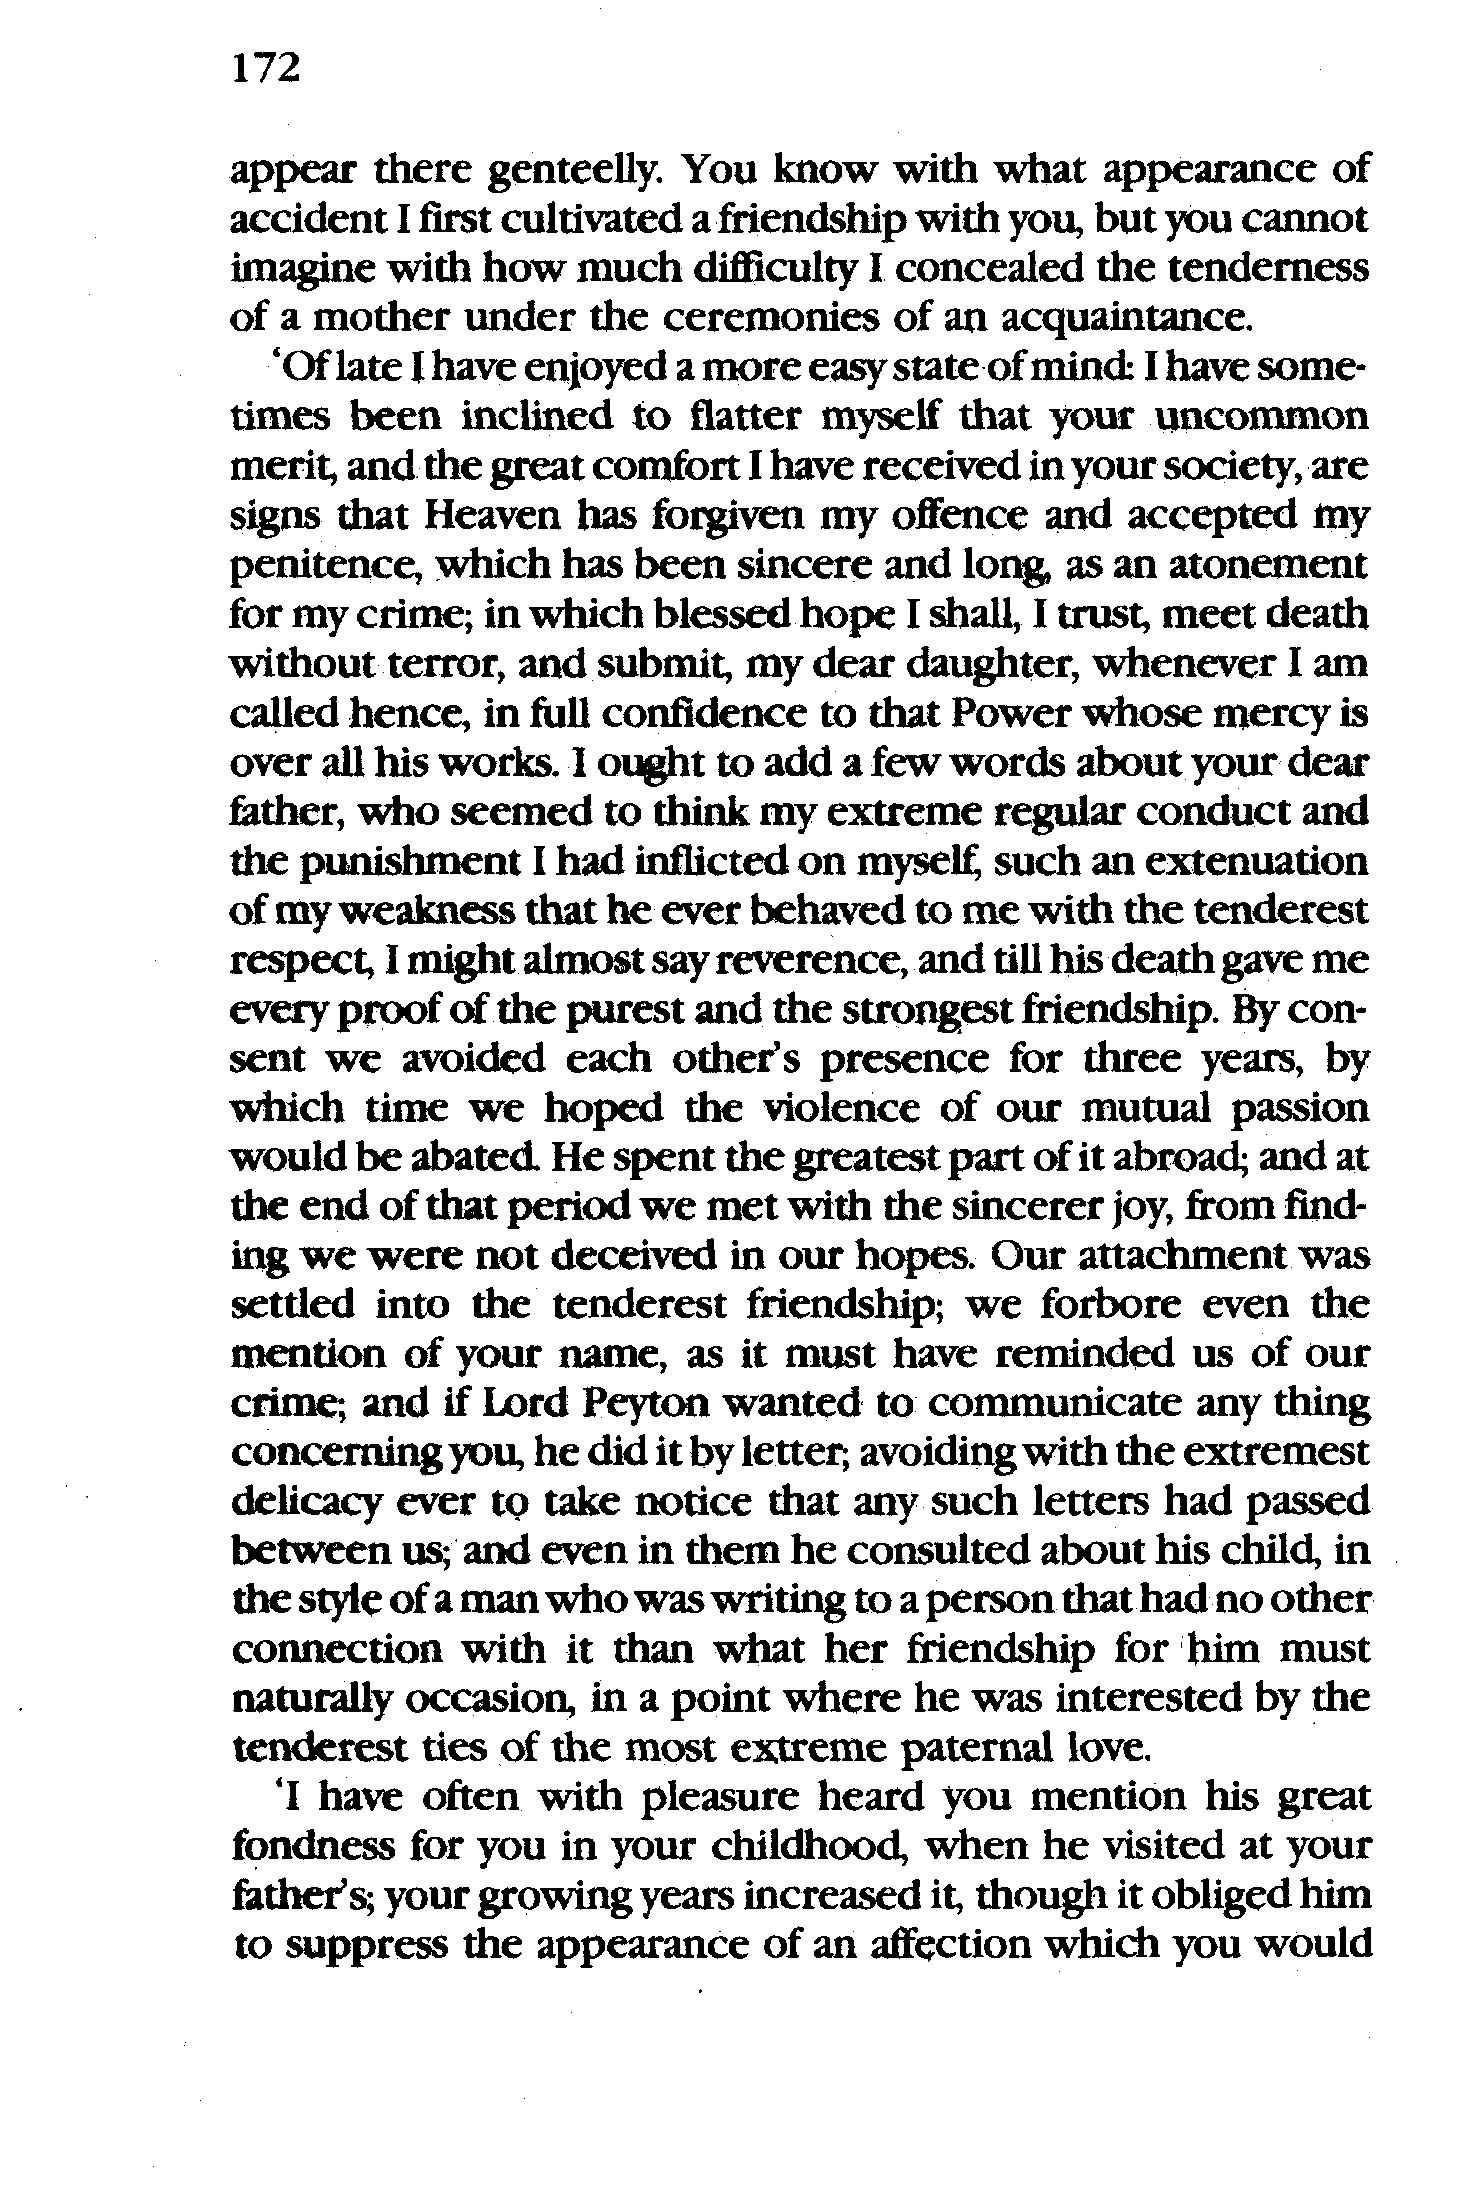 172
appear there genteelly. You know with what appearance of
accident I first cultivated a friendship with you, but you cannot
imagine with how much difficulty I concealed the tenderness
of a mother under the ceremonies of an acquaintance.
‘Of late I have enjoyed a more easy state of mind: I have some-
times been inclined to flatter myself that your uncommon
merit, and the great comfort I have received in your society, are
signs that Heaven has forgiven my offence and accepted my
penitence, which has been sincere and long, as an atonement
for my crime; in which blessed hope I shall, I trust, meet death
without terror, and submit, my dear daughter, whenever I am
called hence, in full confidence to that Power whose mercy is
over all his works. I ought to add a few words about your dear
father, who seemed to think my extreme regular conduct and
the punishment I had inflicted on myself, such an extenuation
of my weakness that he ever behaved to me with the tenderest
respect, I might almost say reverence, and till his death gave me
every proof of the purest and the strongest friendship. By con-
sent we avoided each other’s presence for three years, by
which time we hoped the violence of our mutual passion
would be abated. He spent the greatest part of it abroad; and at
the end of that period we met with the sincerer joy, from find-
ing we were not deceived in our hopes. Our attachment was
settled into the tenderest friendship; we forbore even the
mention of your name, as it must have reminded us of our
crime; and if Lord Peyton wanted to communicate any thing
concerning you, he did it by letter; avoiding with the extremest
delicacy ever to take notice that any such letters had passed
between us; and even in them he consulted about his child, in
the style of a man who was writing to a person that had no other
connection with it than what her friendship for him must
naturally occasion, in a point where he was interested by the
tenderest ties of the most extreme paternal love.
‘I have often with pleasure heard you mention his great
fondness for you in your childhood, when he visited at your
father’s; your growing years increased it, though it obliged him
to suppress the appearance of an affection which you would